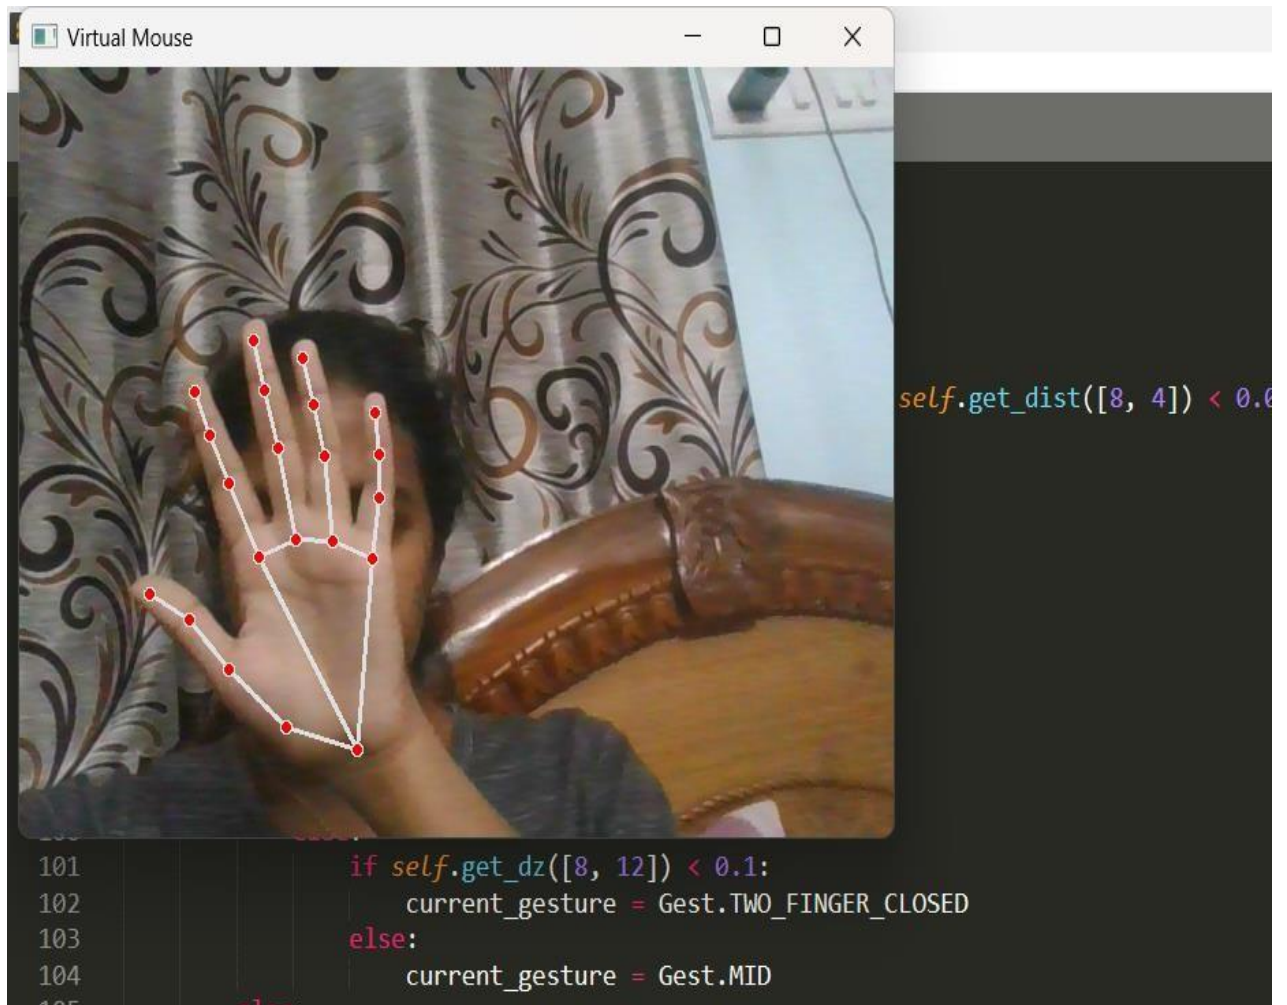 Virtual Mouse
self.get_dist([8, 4]) < 0.0
101 if self.get_dz([8, 12]) < 0.1:
102 current_gesture = Gest.TWO_FINGER_CLOSED
103 else:
104 current_gesture = Gest.MID